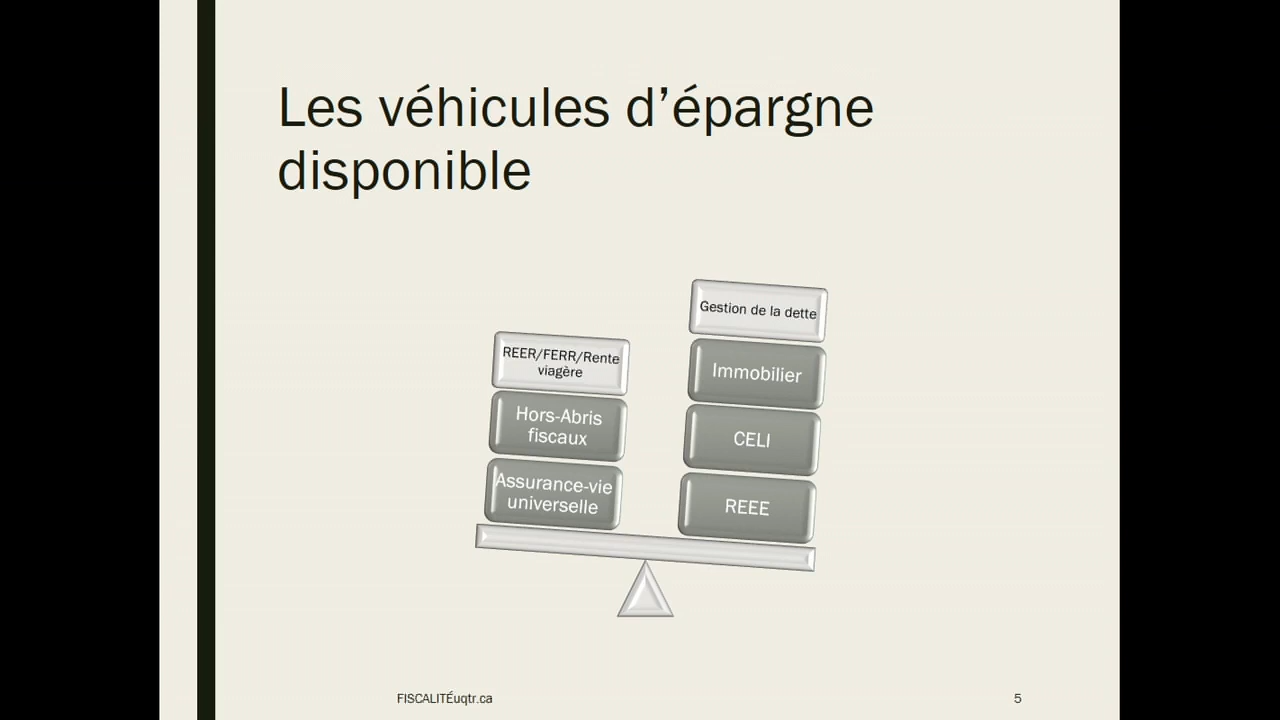 Les véhicules d’épargne
disponible
REER/FERR/Rente
viagère
Hors-Abris
fiscaux
Assurance-vie
universelle
Gestion de la dette
Immobilier
CELI
REEE
FISCALITÉuqtr.ca
5